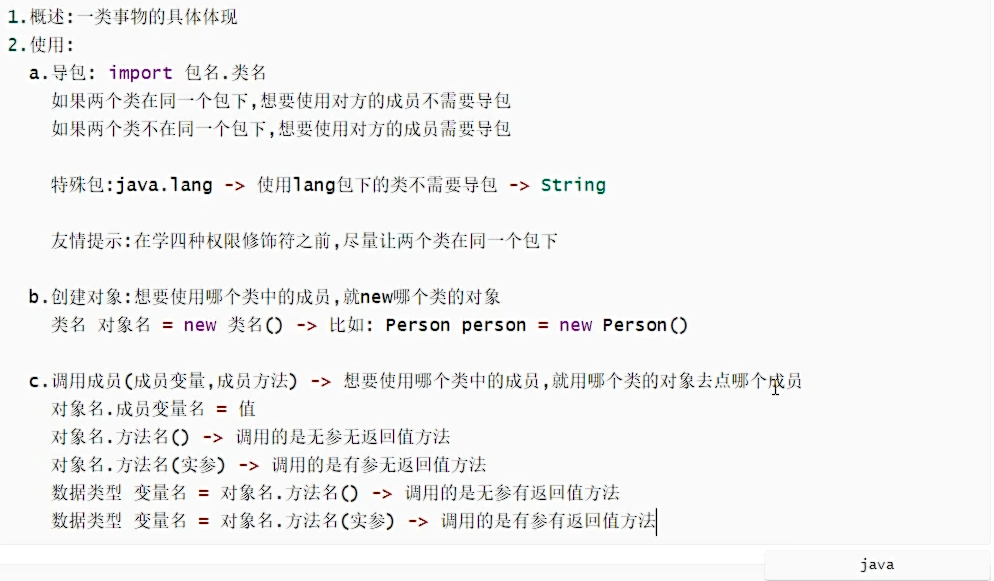 1.概述:一类事物的具体体现
2.使用:
a.导包: import 包名.类名
如果两个类在同一个包下,想要使用对方的成员不需要导包
如果两个类不在同一个包下,想要使用对方的成员需要导包
特殊包:java.lang -> 使用lang包下的类不需要导包 -> String
友情提示:在学四种权限修饰符之前,尽量让两个类在同一个包下
b.创建对象:想要使用哪个类中的成员,就new哪个类的对象
类名 对象名 = new 类名() -> 比如: Person person = new Person()
c.调用成员(成员变量,成员方法) -> 想要使用哪个类中的成员,就用哪个类的对象去点哪个成员
对象名.成员变量名 = 值
对象名.方法名() -> 调用的是无参无返回值方法
对象名.方法名(实参) -> 调用的是有参无返回值方法
数据类型 变量名 = 对象名.方法名() -> 调用的是无参有返回值方法
数据类型 变量名 = 对象名.方法名(实参) -> 调用的是有参有返回值方法
java